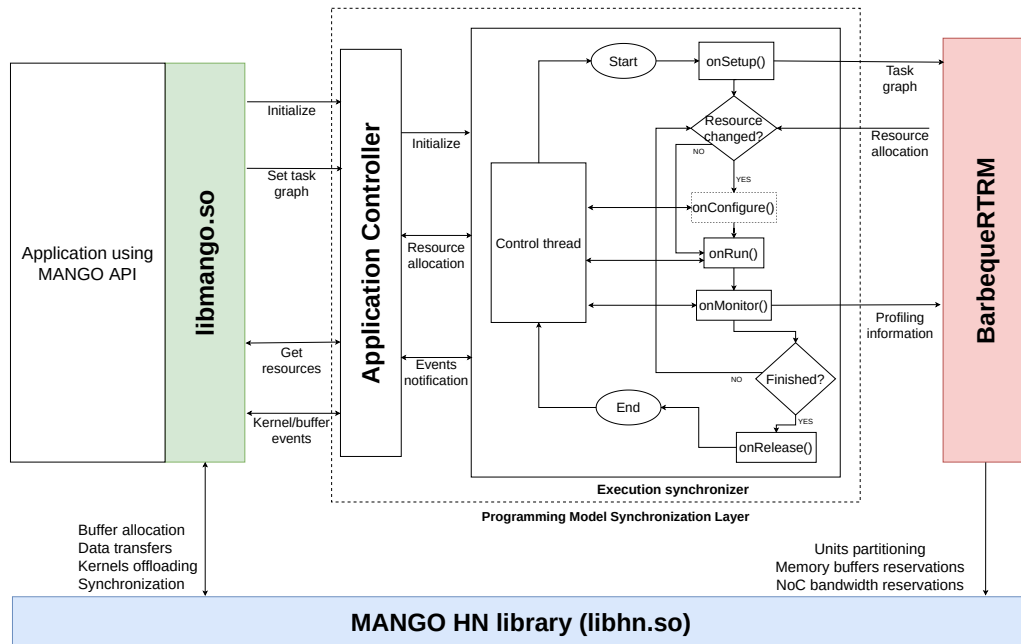 Application using
MANGO API
libmango.so
Initialize
Set task
graph
Get
resources
Kernel/buffer
events
Application Controller
Initialize
Resource
allocation
Events
notification
Control thread
Start
onSetup()
Resource
changed?
NO
YES
onConfigure()
onRun()
onMonitor()
Finished?
NO
YES
onRelease()
End
Execution synchronizer
Programming Model Synchronization Layer
Task
graph
Resource
allocation
Profiling
information
BarbequeRTRM
Buffer allocation
Data transfers
Kernels offloading
Synchronization
Units partitioning
Memory buffers reservations
NoC bandwidth reservations
MANGO HN library (libhn.so)